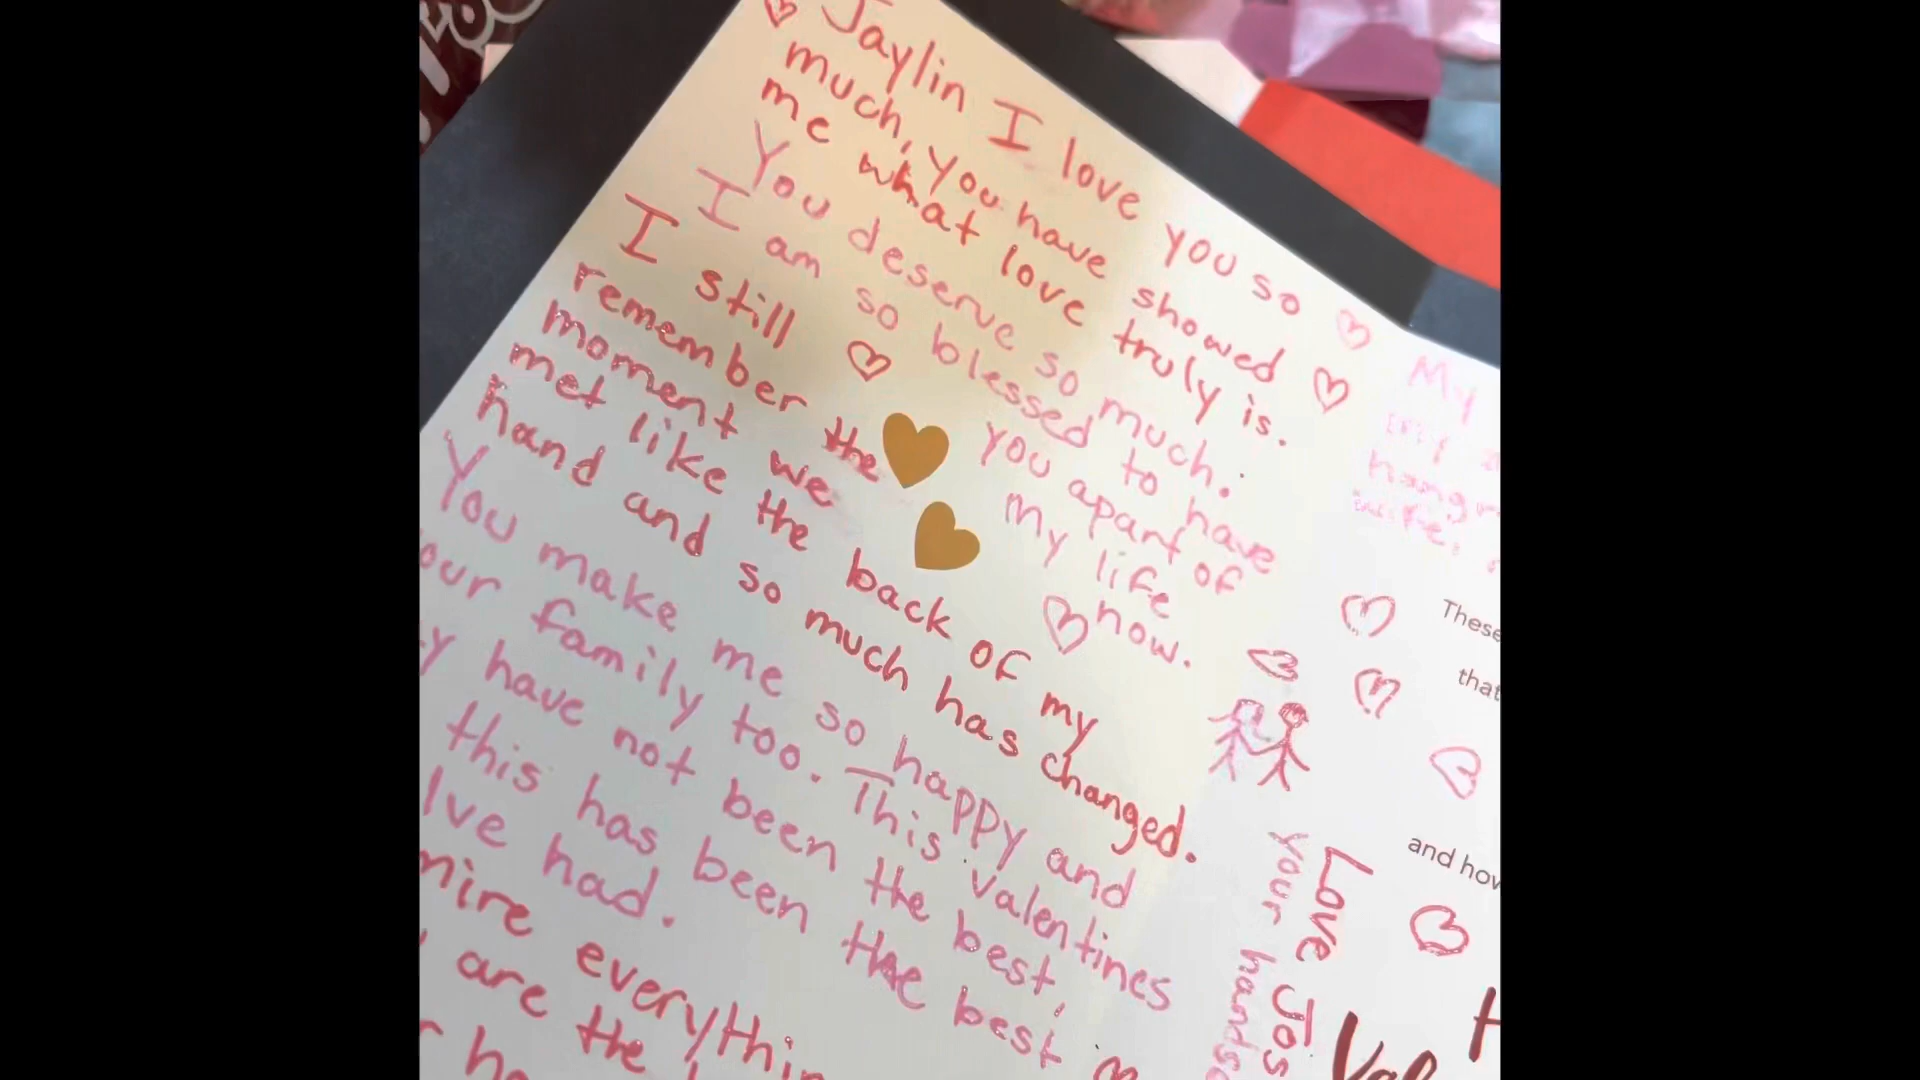 Jaylin I love you so
much, you have showed
me what love truly is.
You deserve so much.
I am so blessed to have
you apart of
my life
now.
I still
remember the
moment we
met like the back of my
hand and so much has changed.
You make me so happy and
our family too. This valentines
have not been the best,
this has been the best
Ive had.
everythin
are the
My
hang
These
that
and how
Love Jos
your handso